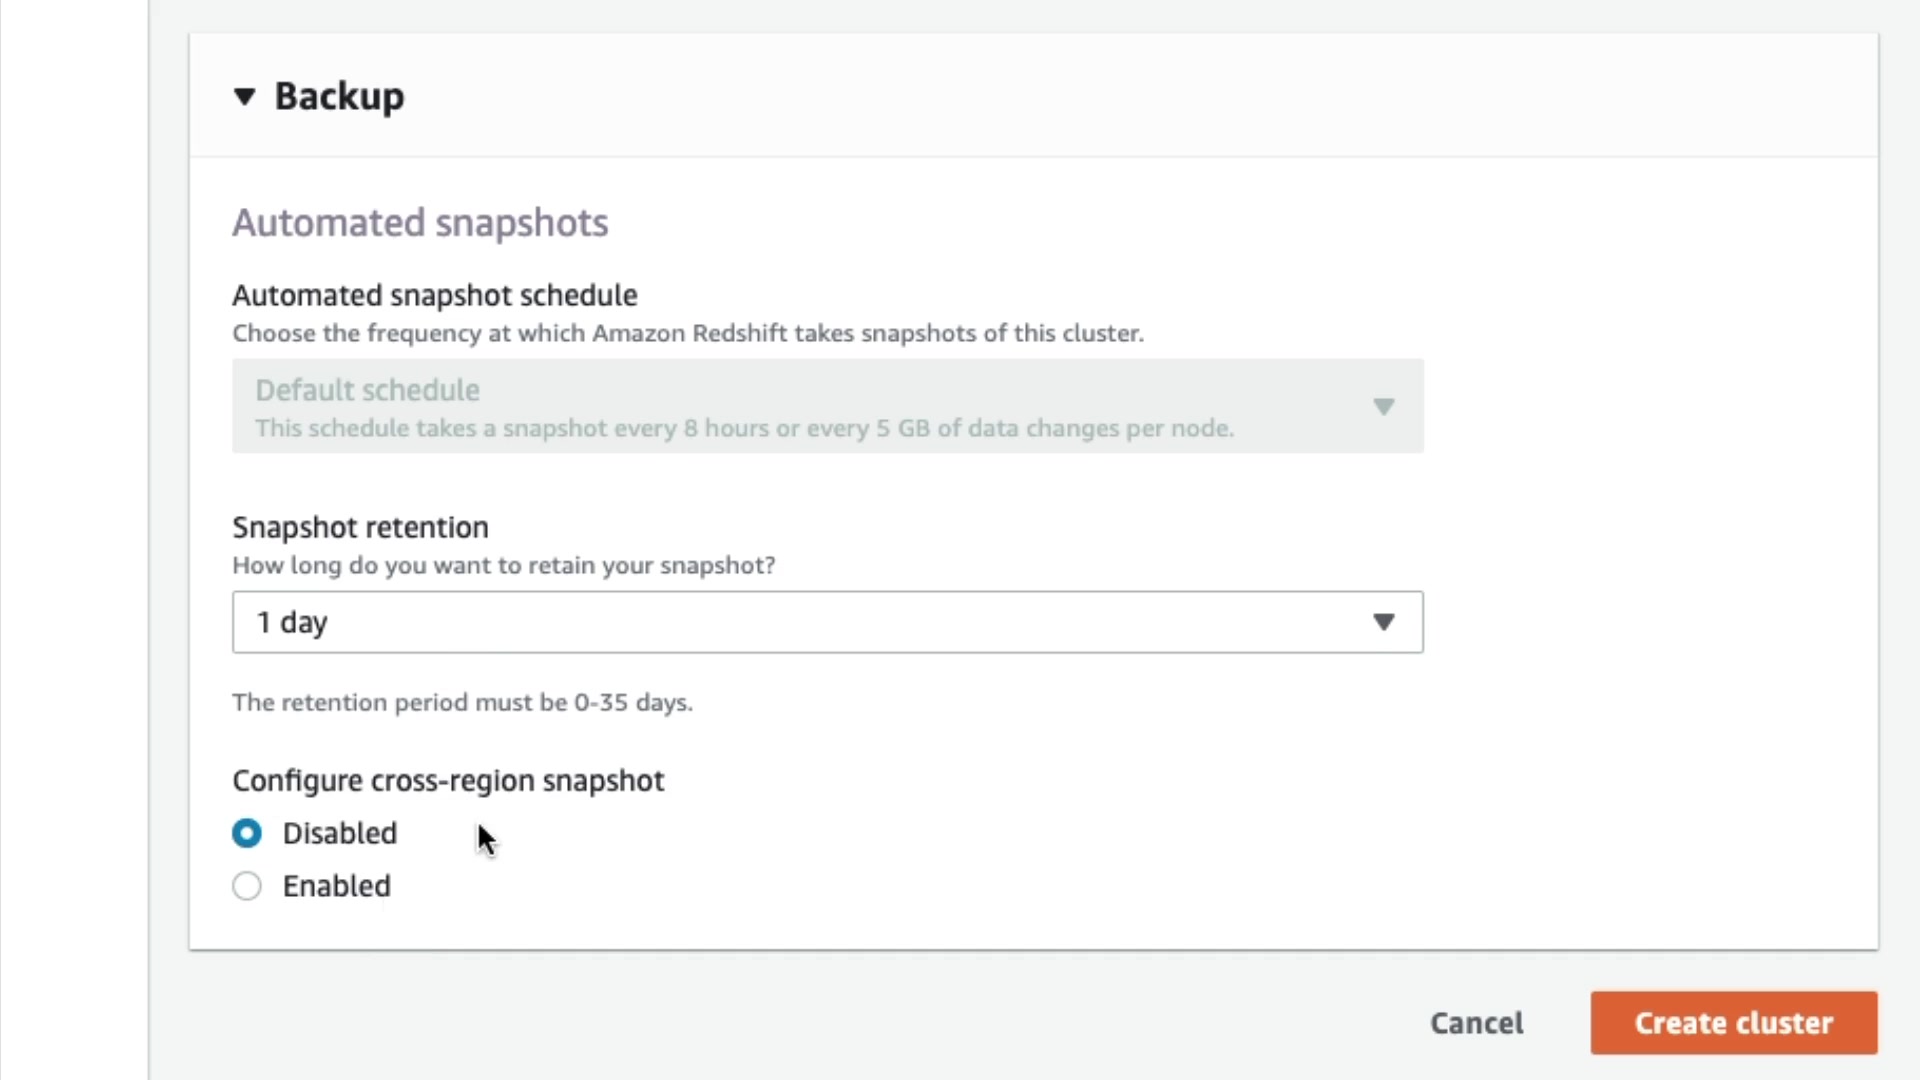 Backup
Automated snapshots
Automated snapshot schedule
Choose the frequency at which Amazon Redshift takes snapshots of this cluster.
Default schedule
This schedule takes a snapshot every 8 hours or every 5 GB of data changes per node.
Snapshot retention
How long do you want to retain your snapshot?
1 day
The retention period must be 0-35 days.
Configure cross-region snapshot
Disabled
Enabled
Cancel
Create cluster